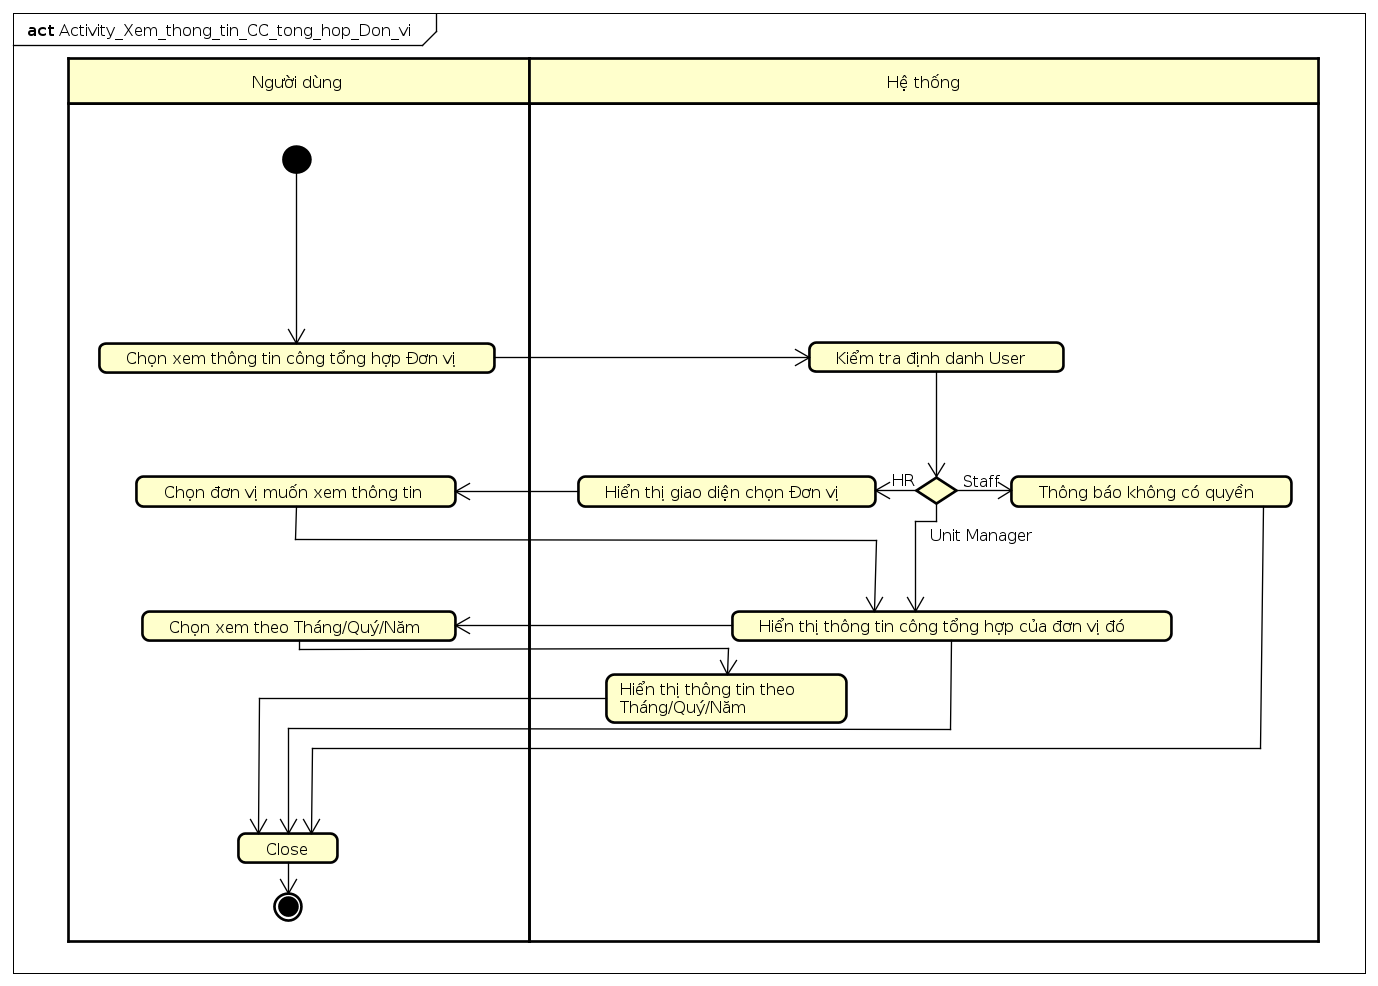 act Activity_Xem_thong_tin_CC_tong_hop_Don_vi
Người dùng
Hệ thống
Chọn xem thông tin công tổng hợp Đơn vị
Kiểm tra định danh User
Chọn đơn vị muốn xem thông tin
Hiển thị giao diện chọn Đơn vị
HR
Staff
Thông báo không có quyền
Unit Manager
Chọn xem theo Tháng/Quý/Năm
Hiển thị thông tin công tổng hợp của đơn vị đó
Hiển thị thông tin theo
Tháng/Quý/Năm
Close